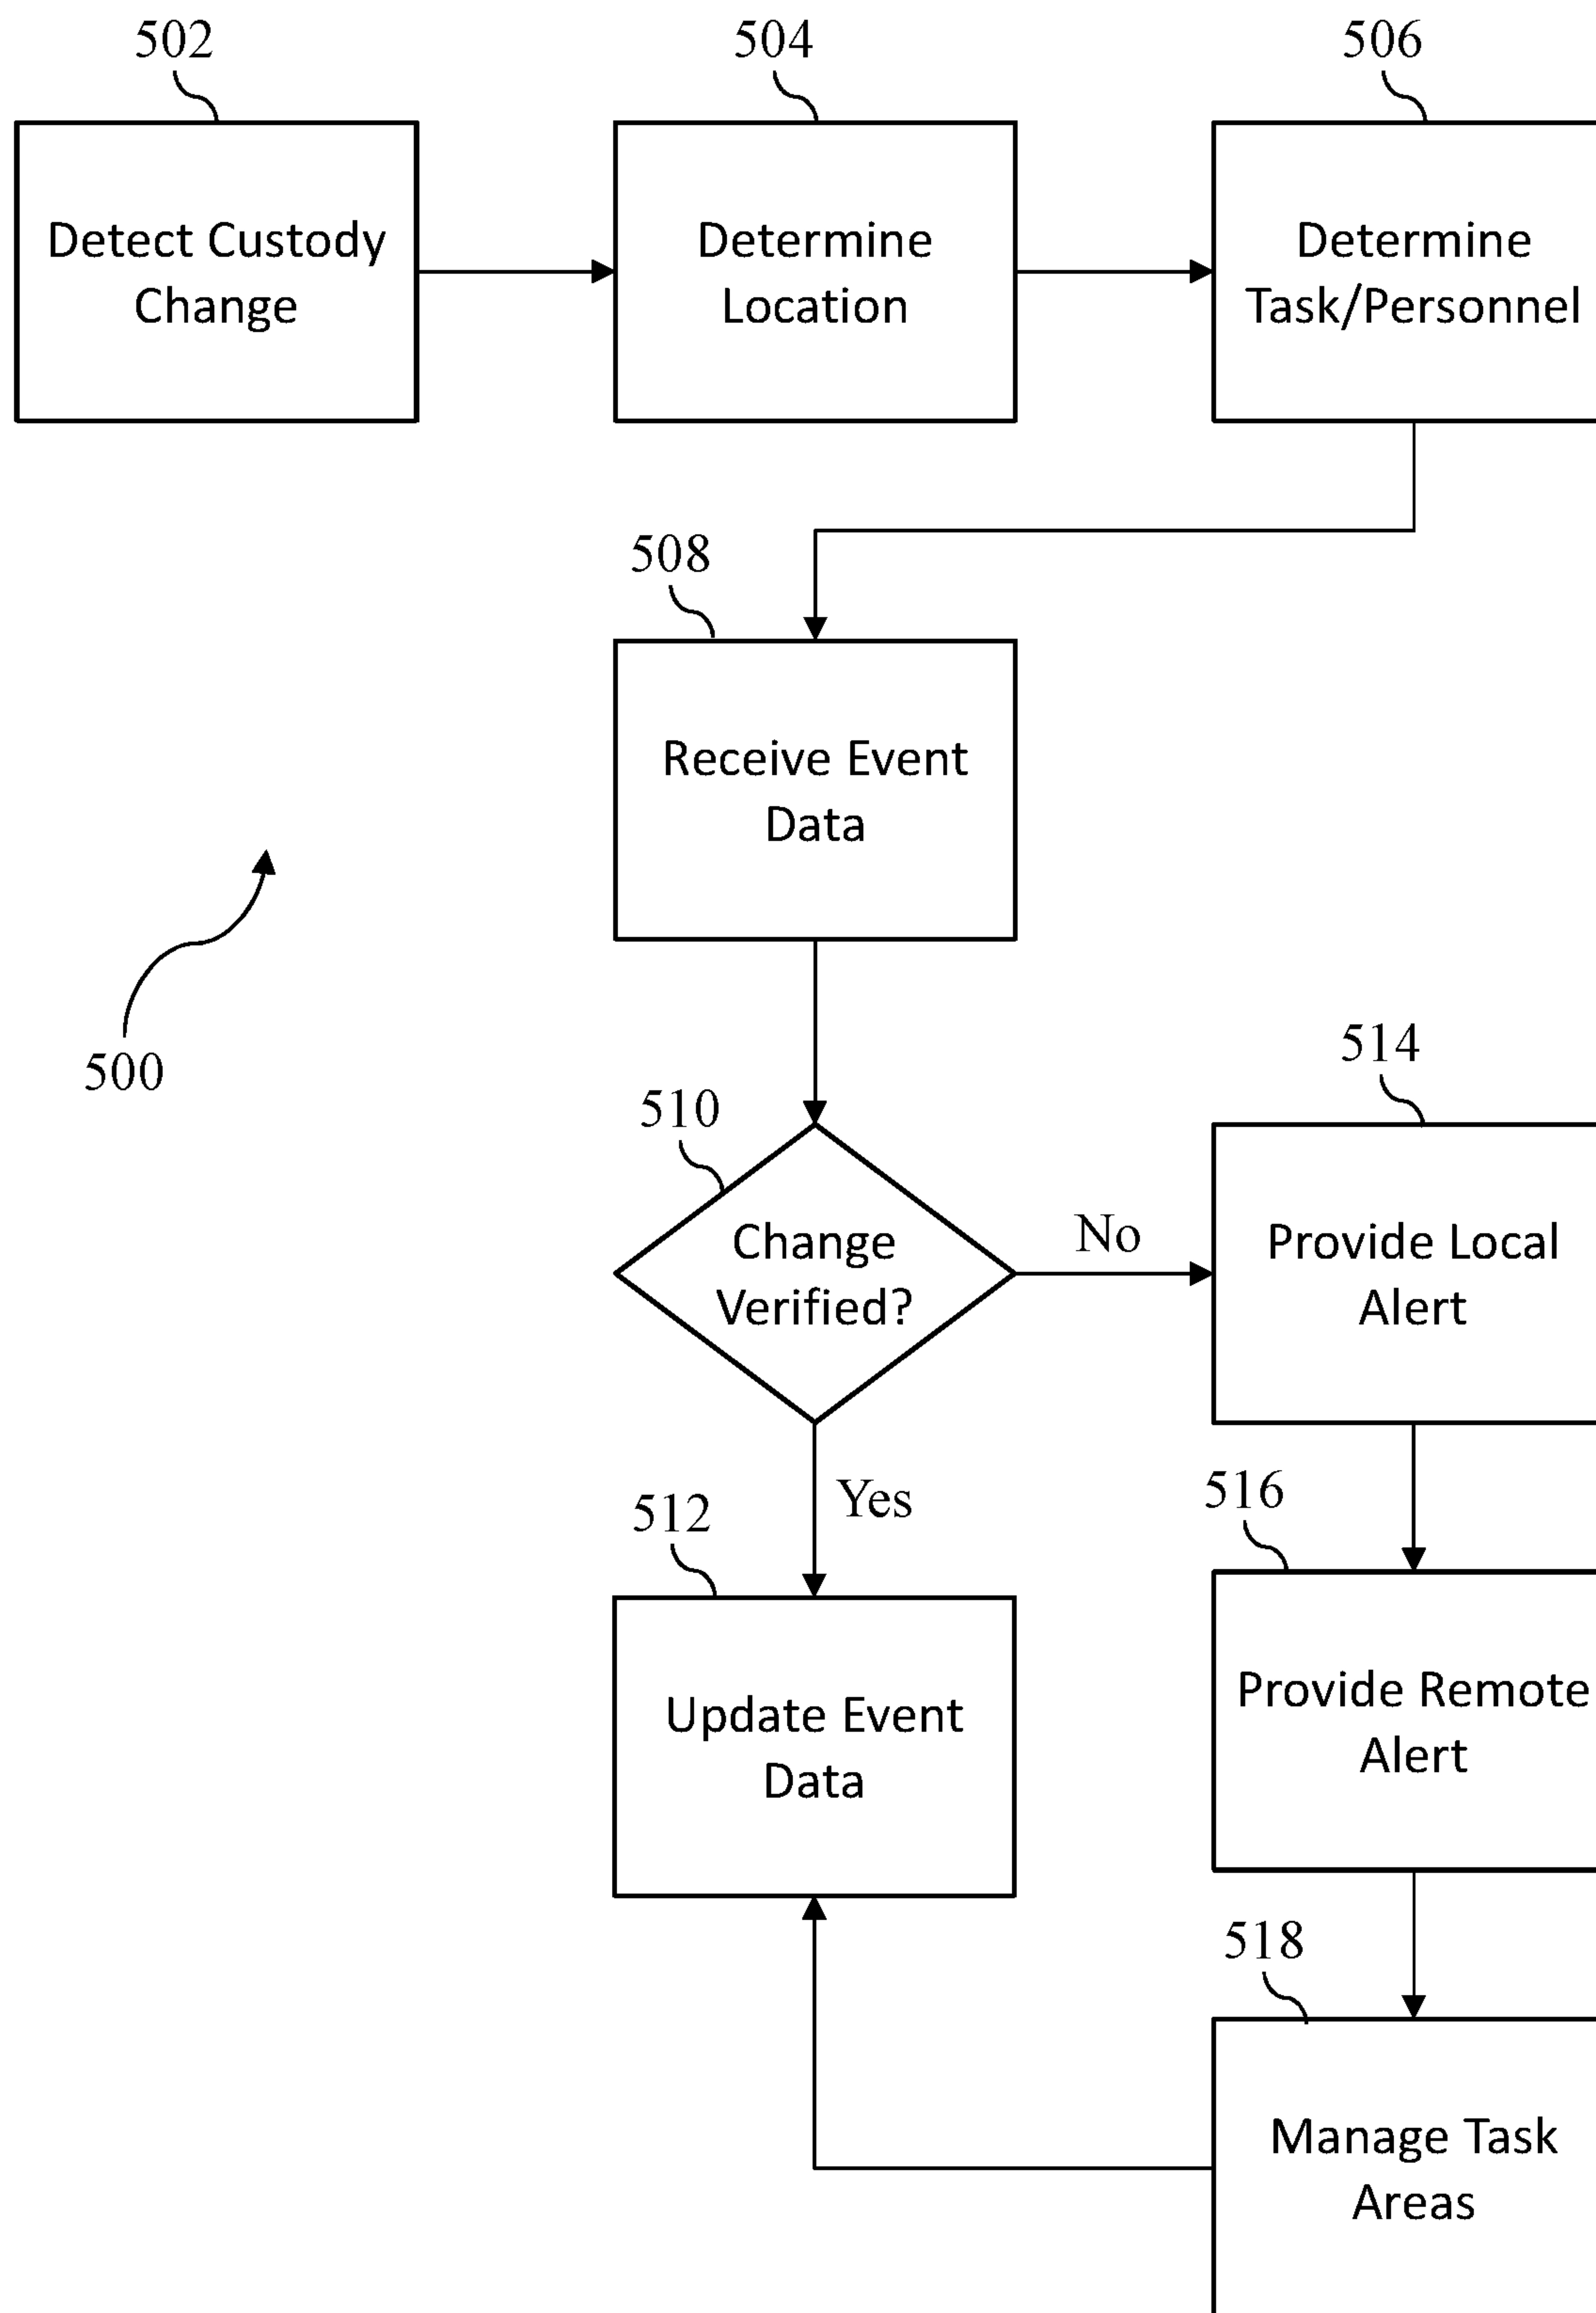 502
504
506
Detect Custody
Change
Determine
Location
Determine
Task/Personnel
508
Receive Event
Data
500
510
Change
Verified?
No
514
Provide Local
Alert
Yes
512
Update Event
Data
516
Provide Remote
Alert
518
Manage Task
Areas